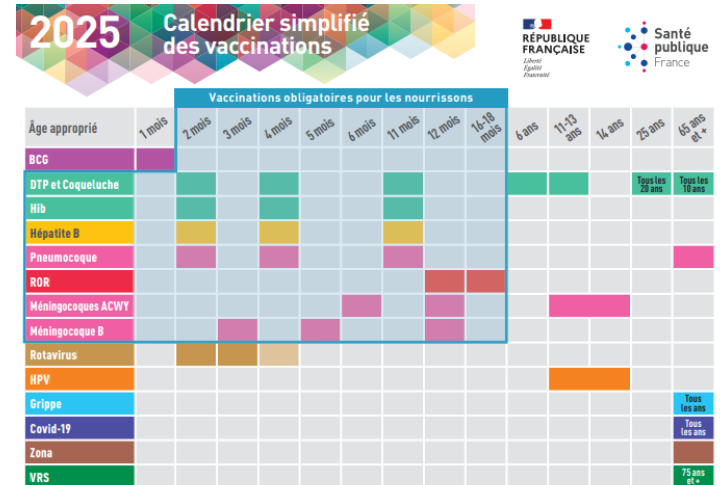 2025
Calendrier simplifié
des vaccinations
RÉPUBLIQUE
FRANÇAISE
Liberté
Égalité
Fraternité
Santé
publique
France
Vaccinations obligatoires pour les nourrissons
Âge approprié
1 mois
2 mois
3 mois
4 mois
5 mois
6 mois
11 mois
12 mois
16-18
mois
6 ans
11-13
ans
14 ans
25 ans
65 ans
et +
BCG
DTP et Coqueluche
Tous les
20 ans
Tous les
10 ans
Hib
Hépatite B
Pneumocoque
ROR
Méningocoques ACWY
Méningocoque B
Rotavirus
HPV
Grippe
Tous
les ans
Covid-19
Tous
les ans
Zona
VRS
75 ans
et +